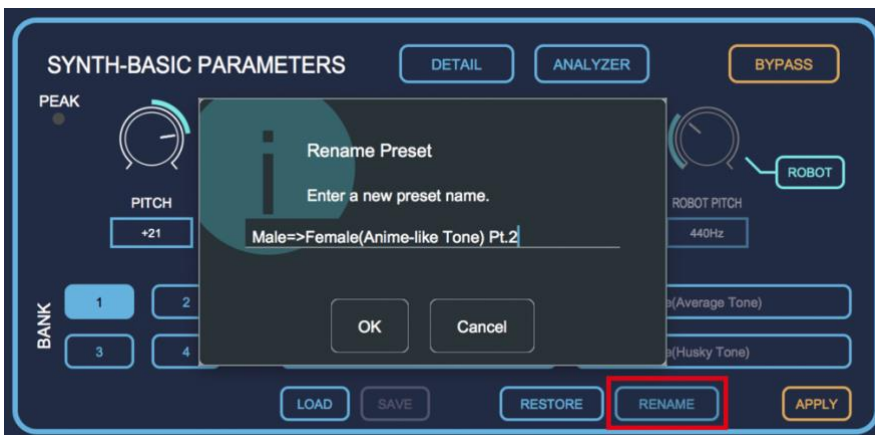 SYNTH-BASIC PARAMETERS
DETAIL
ANALYZER
BYPASS
PEAK
Rename Preset
Enter a new preset name.
Male=>Female(Anime-like Tone) Pt.2
OK
Cancel
ROBOT
PITCH
+21
ROBOT PITCH
440Hz
BANK
1
2
(Average Tone)
3
4
(Husky Tone)
LOAD
SAVE
RESTORE
RENAME
APPLY